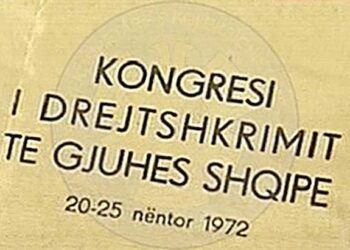 KONGRESI
I DREJTSHKRIMIT
TE GJUHES SHQIPE
20-25 nëntor 1972